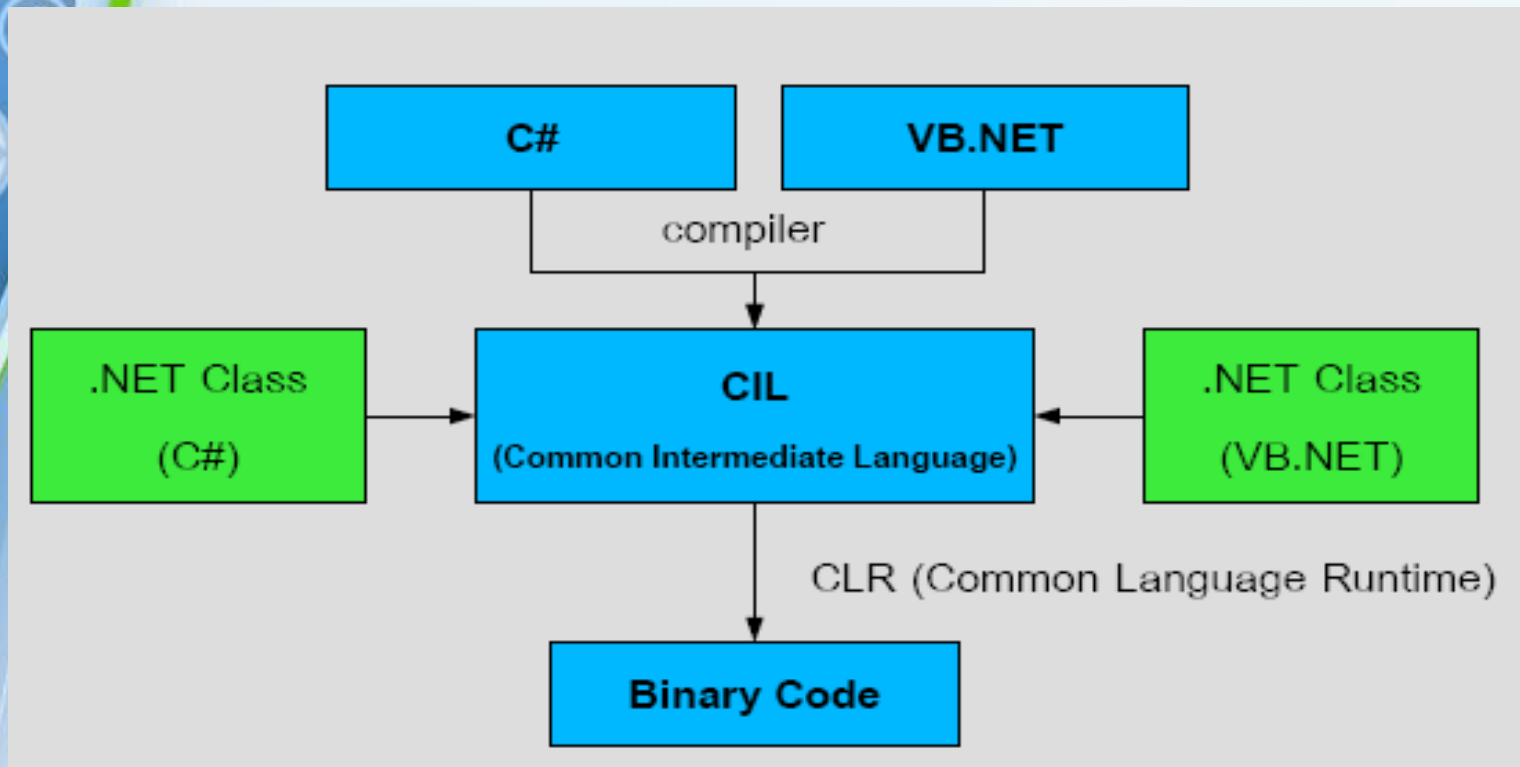 C#
VB.NET
compiler
.NET Class
(C#)
CIL
(Common Intermediate Language)
.NET Class
(VB.NET)
CLR (Common Language Runtime)
Binary Code